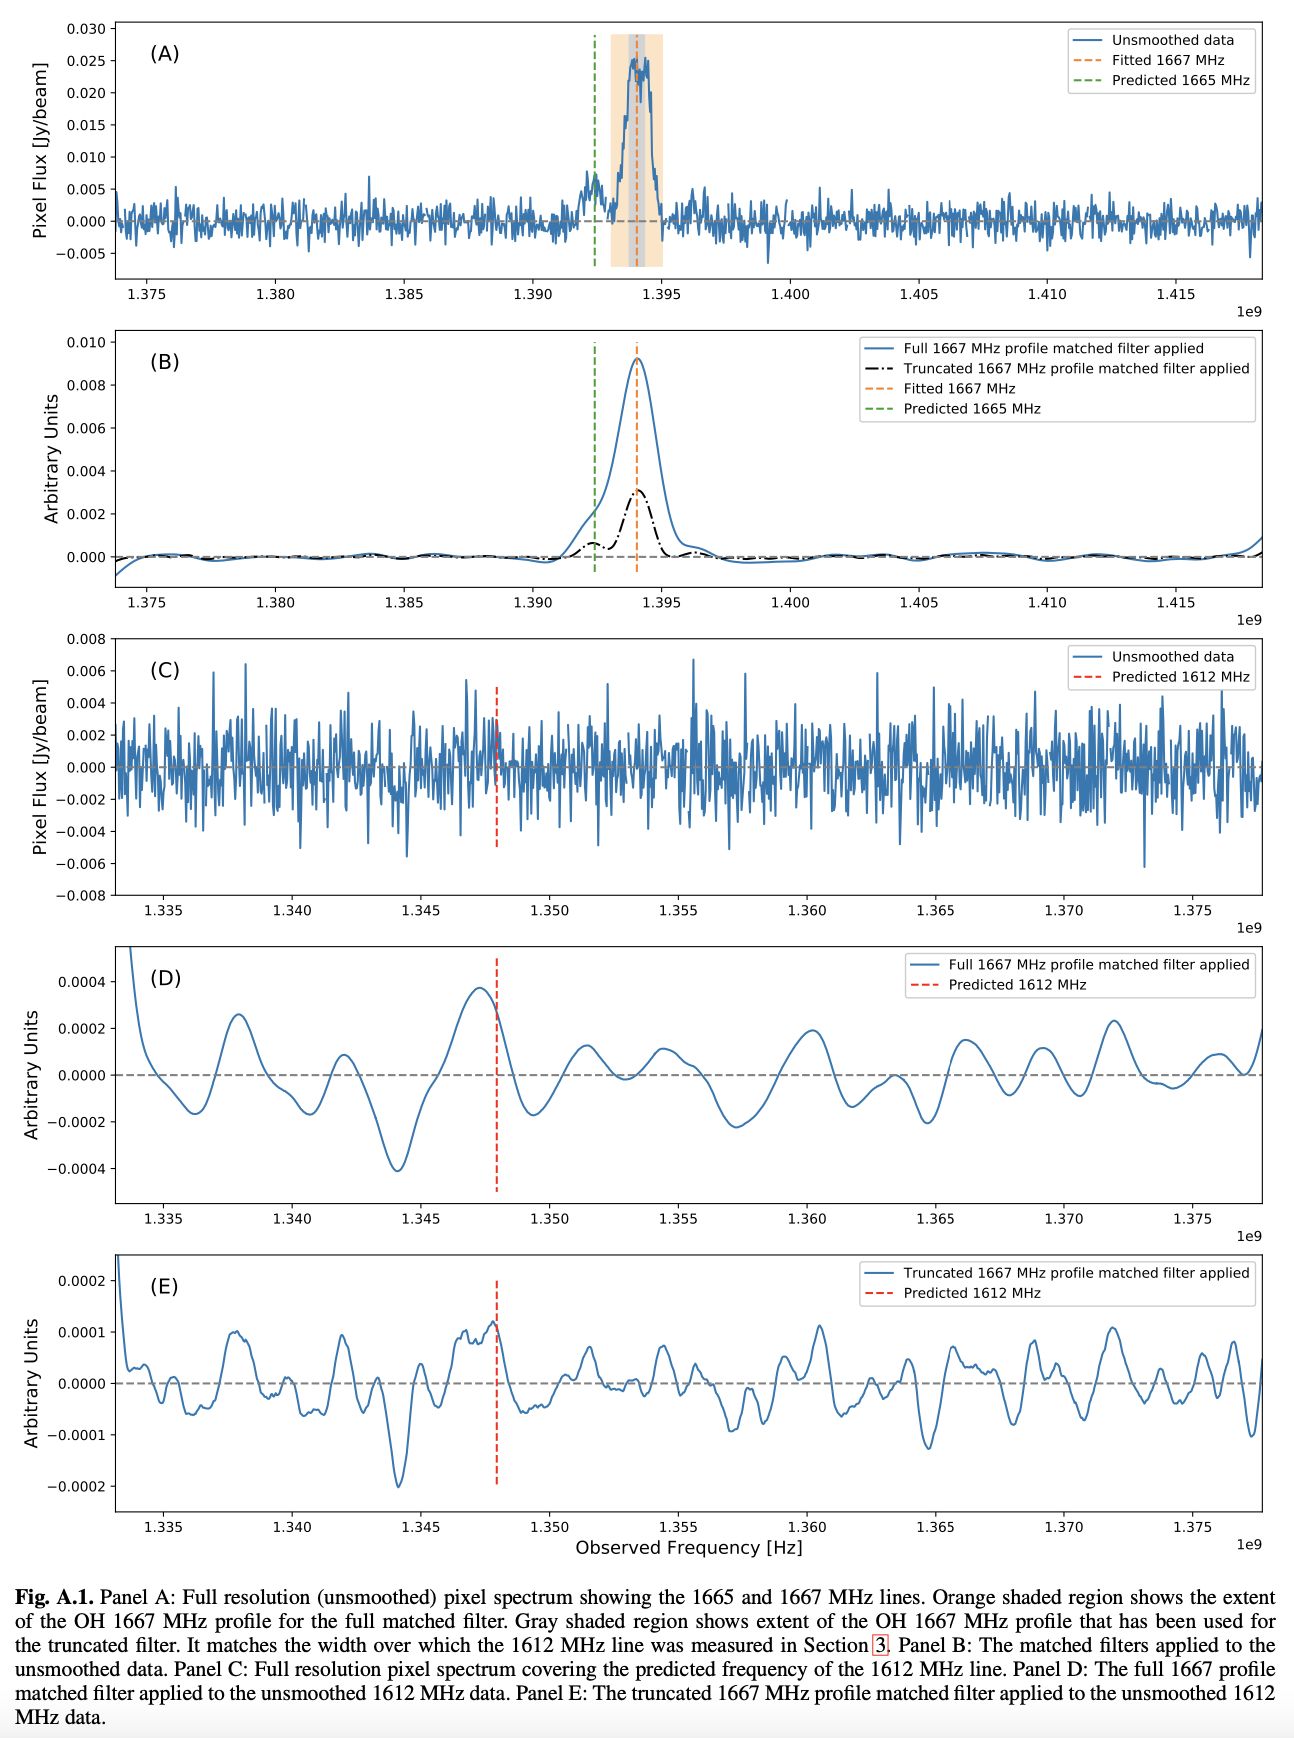 (A)
Unsmoothed data
Fitted 1667 MHz
Predicted 1665 MHz
Pixel Flux [Jy/beam]
0.030
0.025
0.020
0.015
0.010
0.005
0.000
−0.005
1.375 1.380 1.385 1.390 1.395 1.400 1.405 1.410 1.415
1e9
(B)
Full 1667 MHz profile matched filter applied
Truncated 1667 MHz profile matched filter applied
Fitted 1667 MHz
Predicted 1665 MHz
Arbitrary Units
0.010
0.008
0.006
0.004
0.002
0.000
1.375 1.380 1.385 1.390 1.395 1.400 1.405 1.410 1.415
1e9
(C)
Unsmoothed data
Predicted 1612 MHz
Pixel Flux [Jy/beam]
0.008
0.006
0.004
0.002
0.000
−0.002
−0.004
−0.006
−0.008
1.335 1.340 1.345 1.350 1.355 1.360 1.365 1.370 1.375
1e9
(D)
Full 1667 MHz profile matched filter applied
Predicted 1612 MHz
Arbitrary Units
0.0004
0.0002
0.0000
−0.0002
−0.0004
1.335 1.340 1.345 1.350 1.355 1.360 1.365 1.370 1.375
1e9
(E)
Truncated 1667 MHz profile matched filter applied
Predicted 1612 MHz
Arbitrary Units
0.0002
0.0001
0.0000
−0.0001
−0.0002
1.335 1.340 1.345 1.350 1.355 1.360 1.365 1.370 1.375
1e9
Observed Frequency [Hz]
Fig. A.1. Panel A: Full resolution (unsmoothed) pixel spectrum showing the 1665 and 1667 MHz lines. Orange shaded region shows the extent
of the OH 1667 MHz profile for the full matched filter. Gray shaded region shows extent of the OH 1667 MHz profile that has been used for
the truncated filter. It matches the width over which the 1612 MHz line was measured in Section 3. Panel B: The matched filters applied to the
unsmoothed data. Panel C: Full resolution pixel spectrum covering the predicted frequency of the 1612 MHz line. Panel D: The full 1667 profile
matched filter applied to the unsmoothed 1612 MHz data. Panel E: The truncated 1667 MHz profile matched filter applied to the unsmoothed 1612
MHz data.